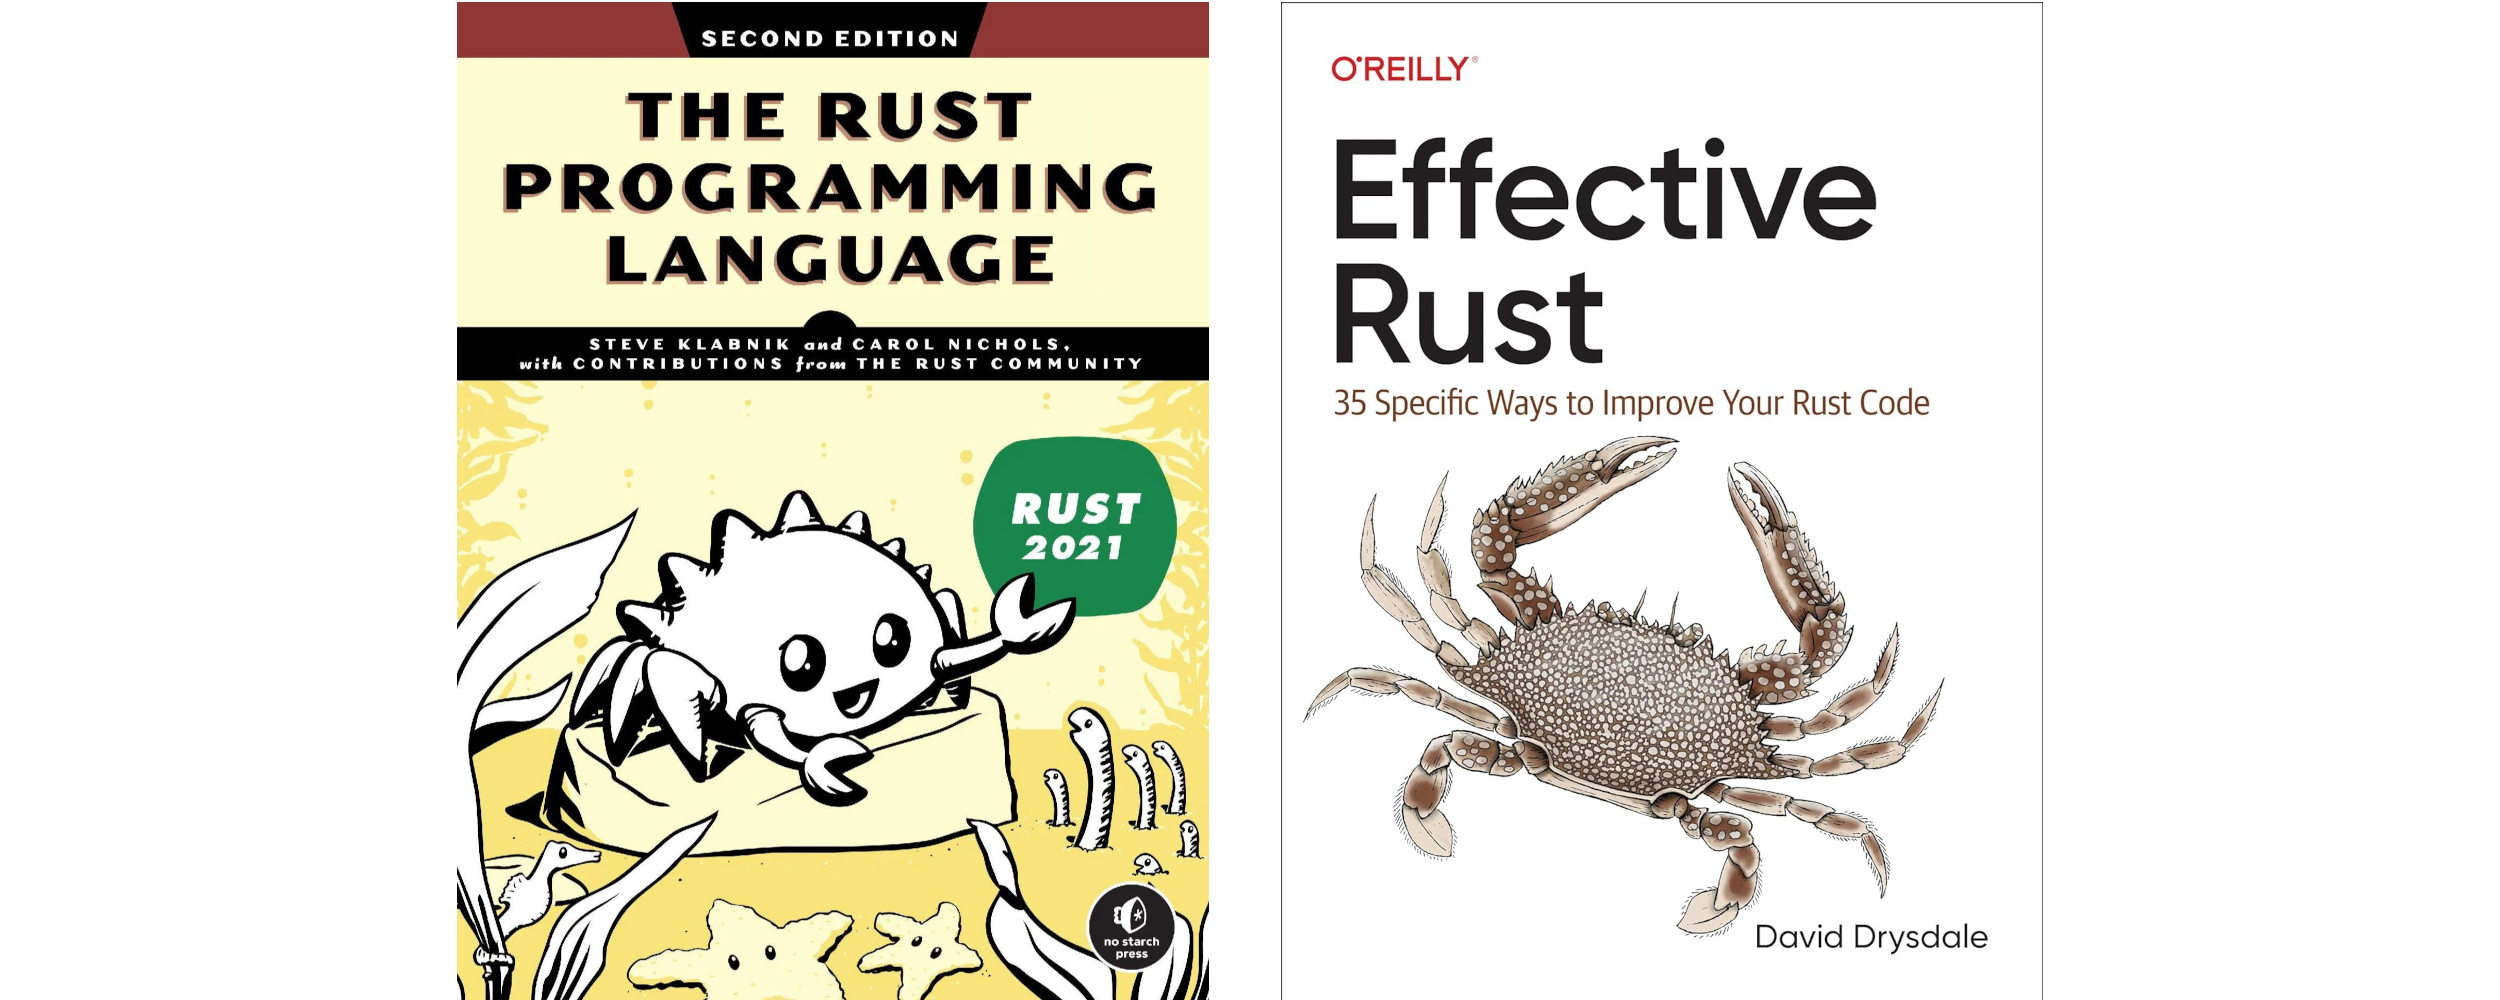 SECOND EDITION
THE RUST
PROGRAMMING
LANGUAGE
STEVE KLABNIK and CAROL NICHOLS,
with CONTRIBUTIONS from THE RUST COMMUNITY
RUST
2021
no starch
press
O'REILLY®
Effective
Rust
35 Specific Ways to Improve Your Rust Code
David Drysdale